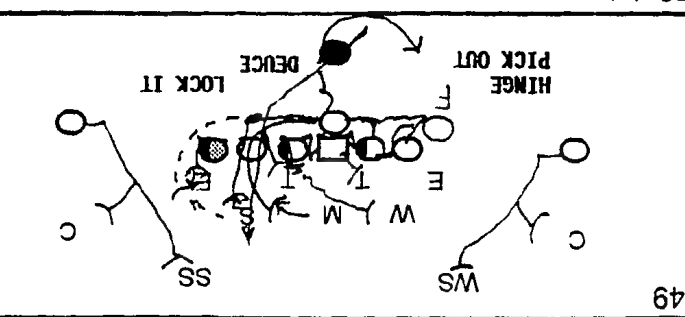 49
WS SS
C C
W M S
E T T E
F
HINGE DEUCE LOCK IT
PICK OUT